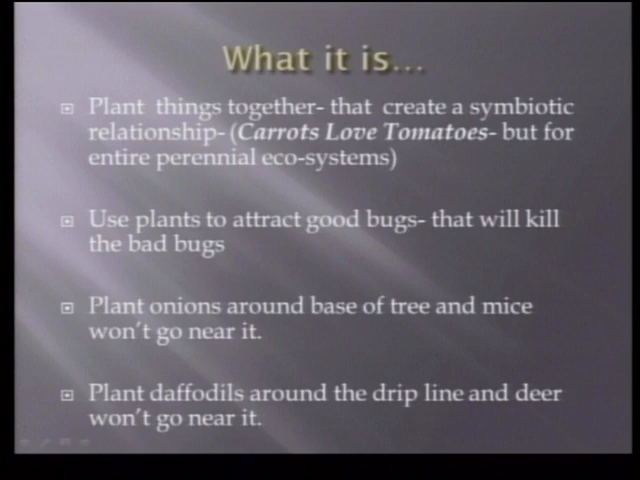 What it is...
Plant things together- that create a symbiotic
relationship- (Carrots Love Tomatoes- but for
entire perennial eco-systems)
Use plants to attract good bugs- that will kill
the bad bugs
Plant onions around base of tree and mice
won't go near it.
Plant daffodils around the drip line and deer
won't go near it.